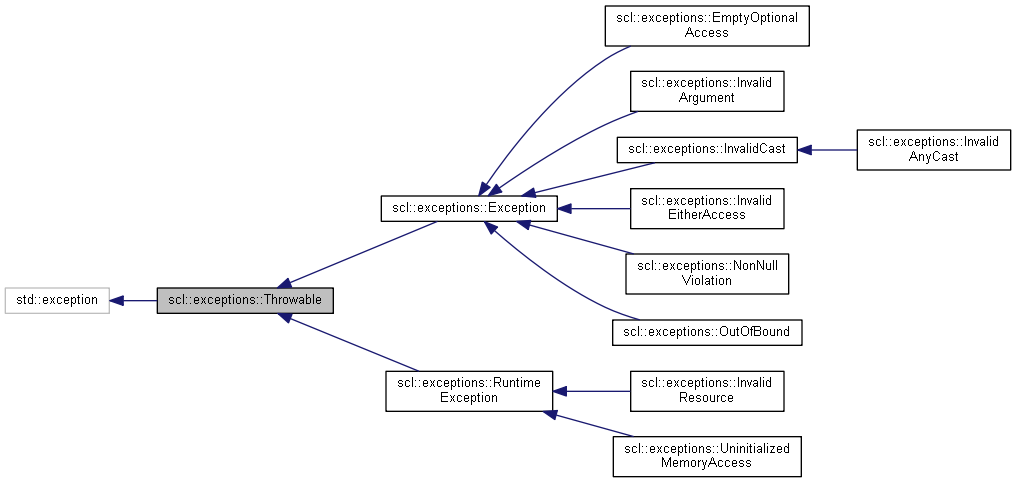 std::exception
scl::exceptions::Throwable
scl::exceptions::Exception
scl::exceptions::EmptyOptional
Access
scl::exceptions::Invalid
Argument
scl::exceptions::InvalidCast
scl::exceptions::Invalid
AnyCast
scl::exceptions::Invalid
EitherAccess
scl::exceptions::NonNull
Violation
scl::exceptions::OutOfBound
scl::exceptions::Runtime
Exception
scl::exceptions::Invalid
Resource
scl::exceptions::Uninitialized
MemoryAccess